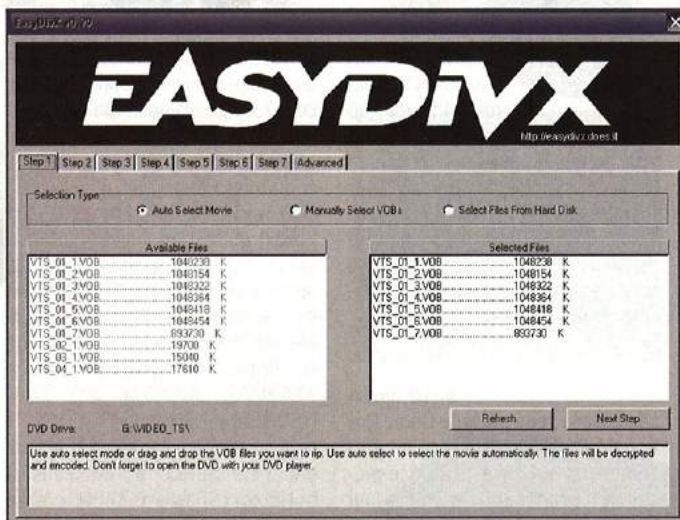 EasyDivX v0.90
EASYDiVX
http://easydivx.does.it
Step 1 Step 2 Step 3 Step 4 Step 5 Step 6 Step 7 Advanced
Selection Type
Auto Select Movie Manually Select VOBs Select Files From Hard Disk
Available Files
VTS_01_1.VOB....................1048238 K
VTS_01_2.VOB....................1048154 K
VTS_01_3.VOB....................1048322 K
VTS_01_4.VOB....................1048364 K
VTS_01_5.VOB....................1048418 K
VTS_01_6.VOB....................1048454 K
VTS_01_7.VOB....................893730 K
VTS_02_1.VOB....................19700 K
VTS_03_1.VOB....................15040 K
VTS_04_1.VOB....................17610 K
Selected Files
VTS_01_1.VOB....................1048238 K
VTS_01_2.VOB....................1048154 K
VTS_01_3.VOB....................1048322 K
VTS_01_4.VOB....................1048364 K
VTS_01_5.VOB....................1048418 K
VTS_01_6.VOB....................1048454 K
VTS_01_7.VOB....................893730 K
Refresh Next Step
DVD Drive: G:\VIDEO_TS\
Use auto select mode or drag and drop the VOB files you want to rip. Use auto select to select the movie automatically. The files will be decrypted
and encoded. Don't forget to open the DVD with your DVD player.